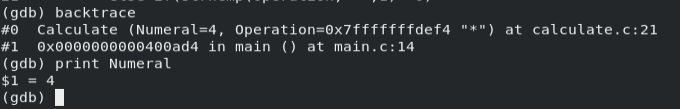 (gdb) backtrace
#0  Calculate (Numeral=4, Operation=0x7fffffffdef4 "*") at calculate.c:21
#1  0x0000000000400ad4 in main () at main.c:14
(gdb) print Numeral
$1 = 4
(gdb)